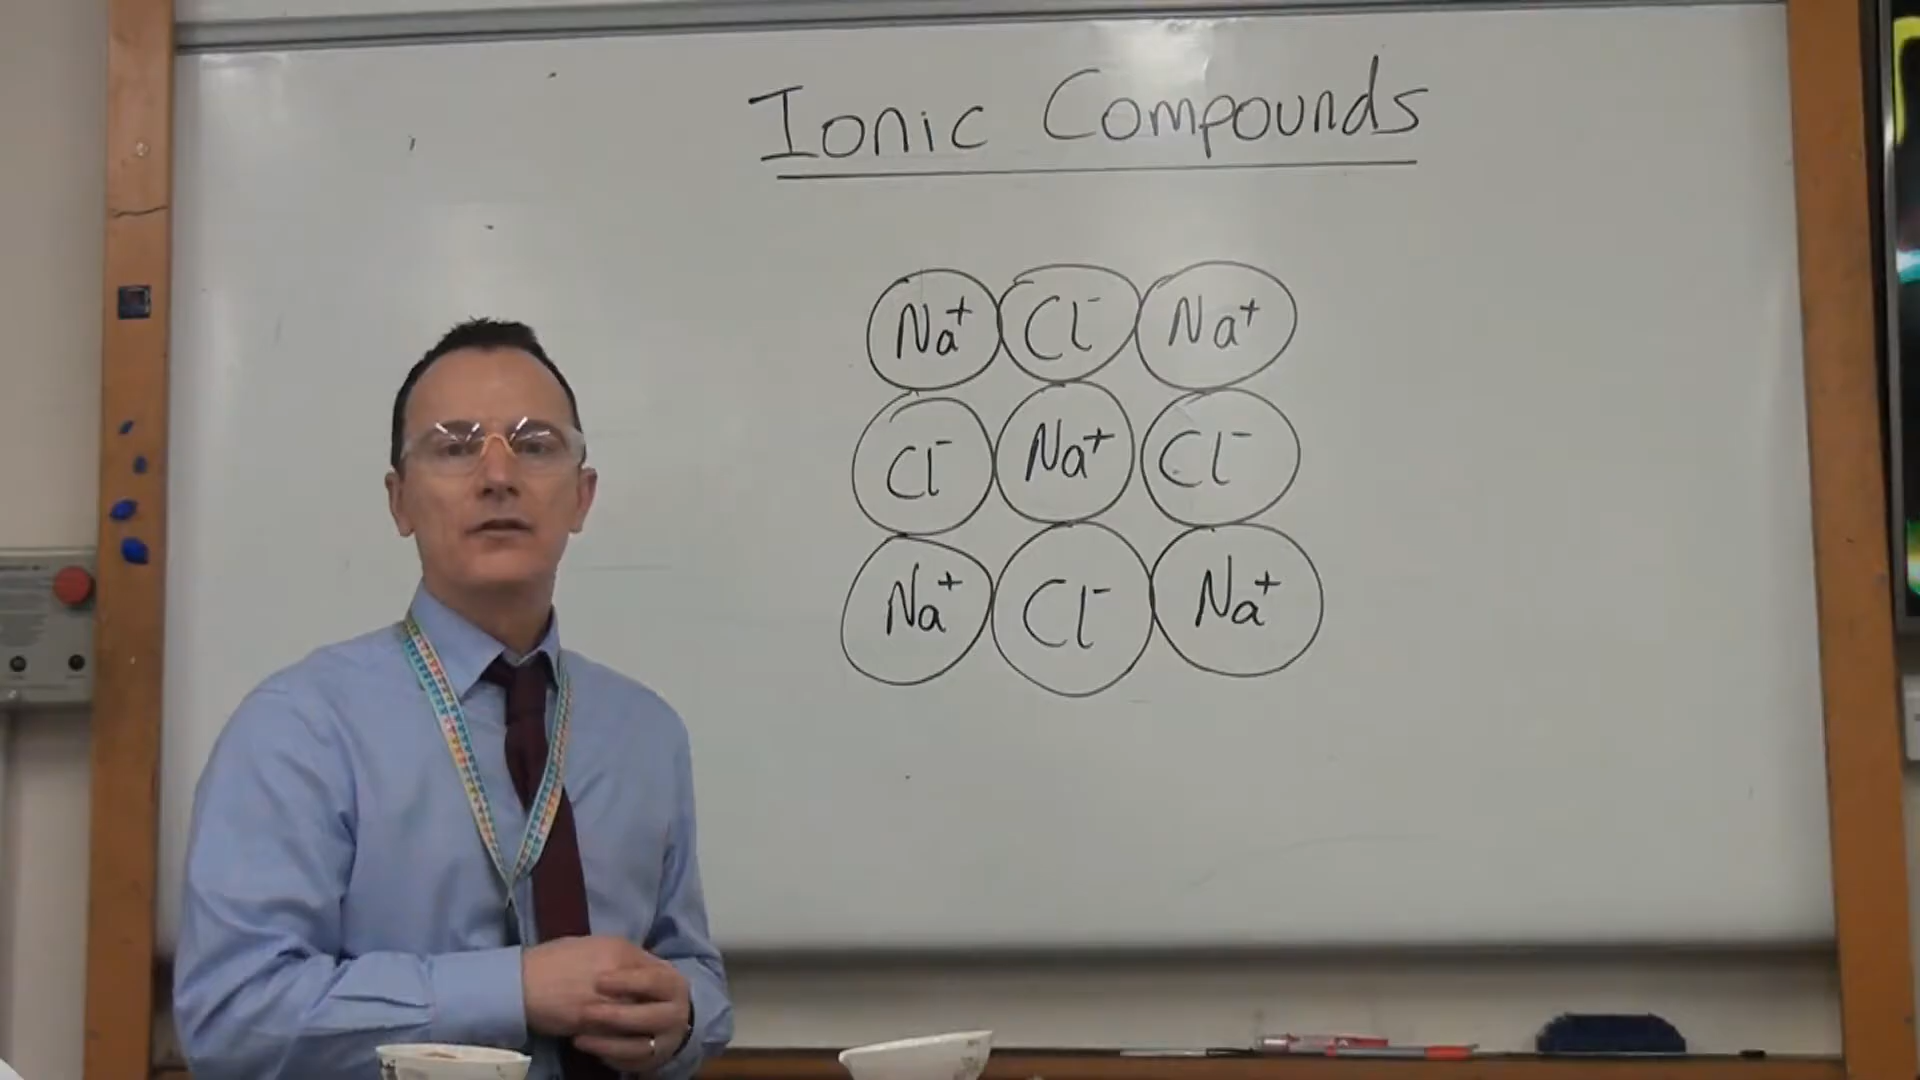 Ionic Compounds
Na⁺ Cl⁻ Na⁺
Cl⁻ Na⁺ Cl⁻
Na⁺ Cl⁻ Na⁺